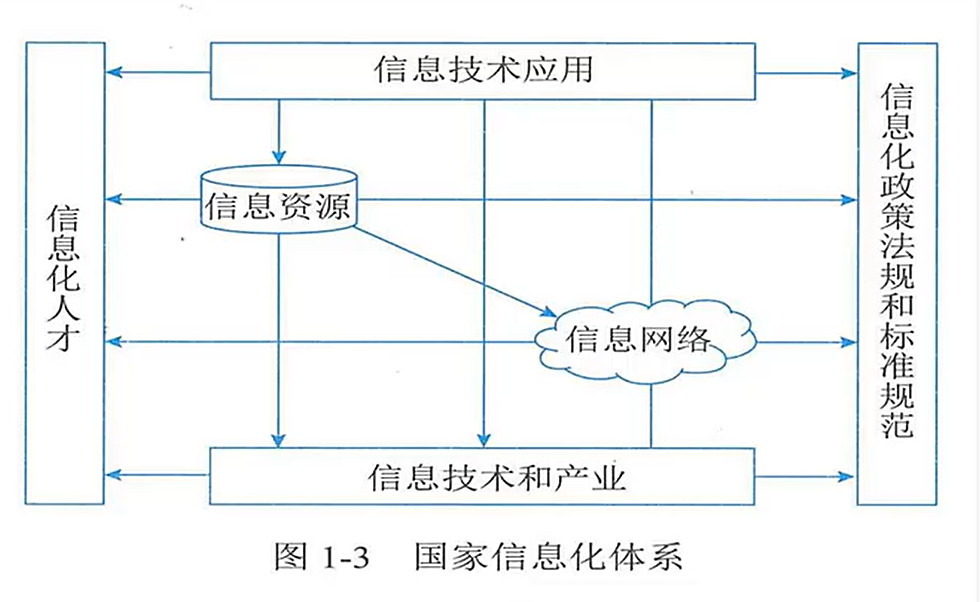 信息技术应用
信息化人才
信息资源
信息网络
信息技术和产业
信息化政策法规和标准规范
图 1-3 国家信息化体系